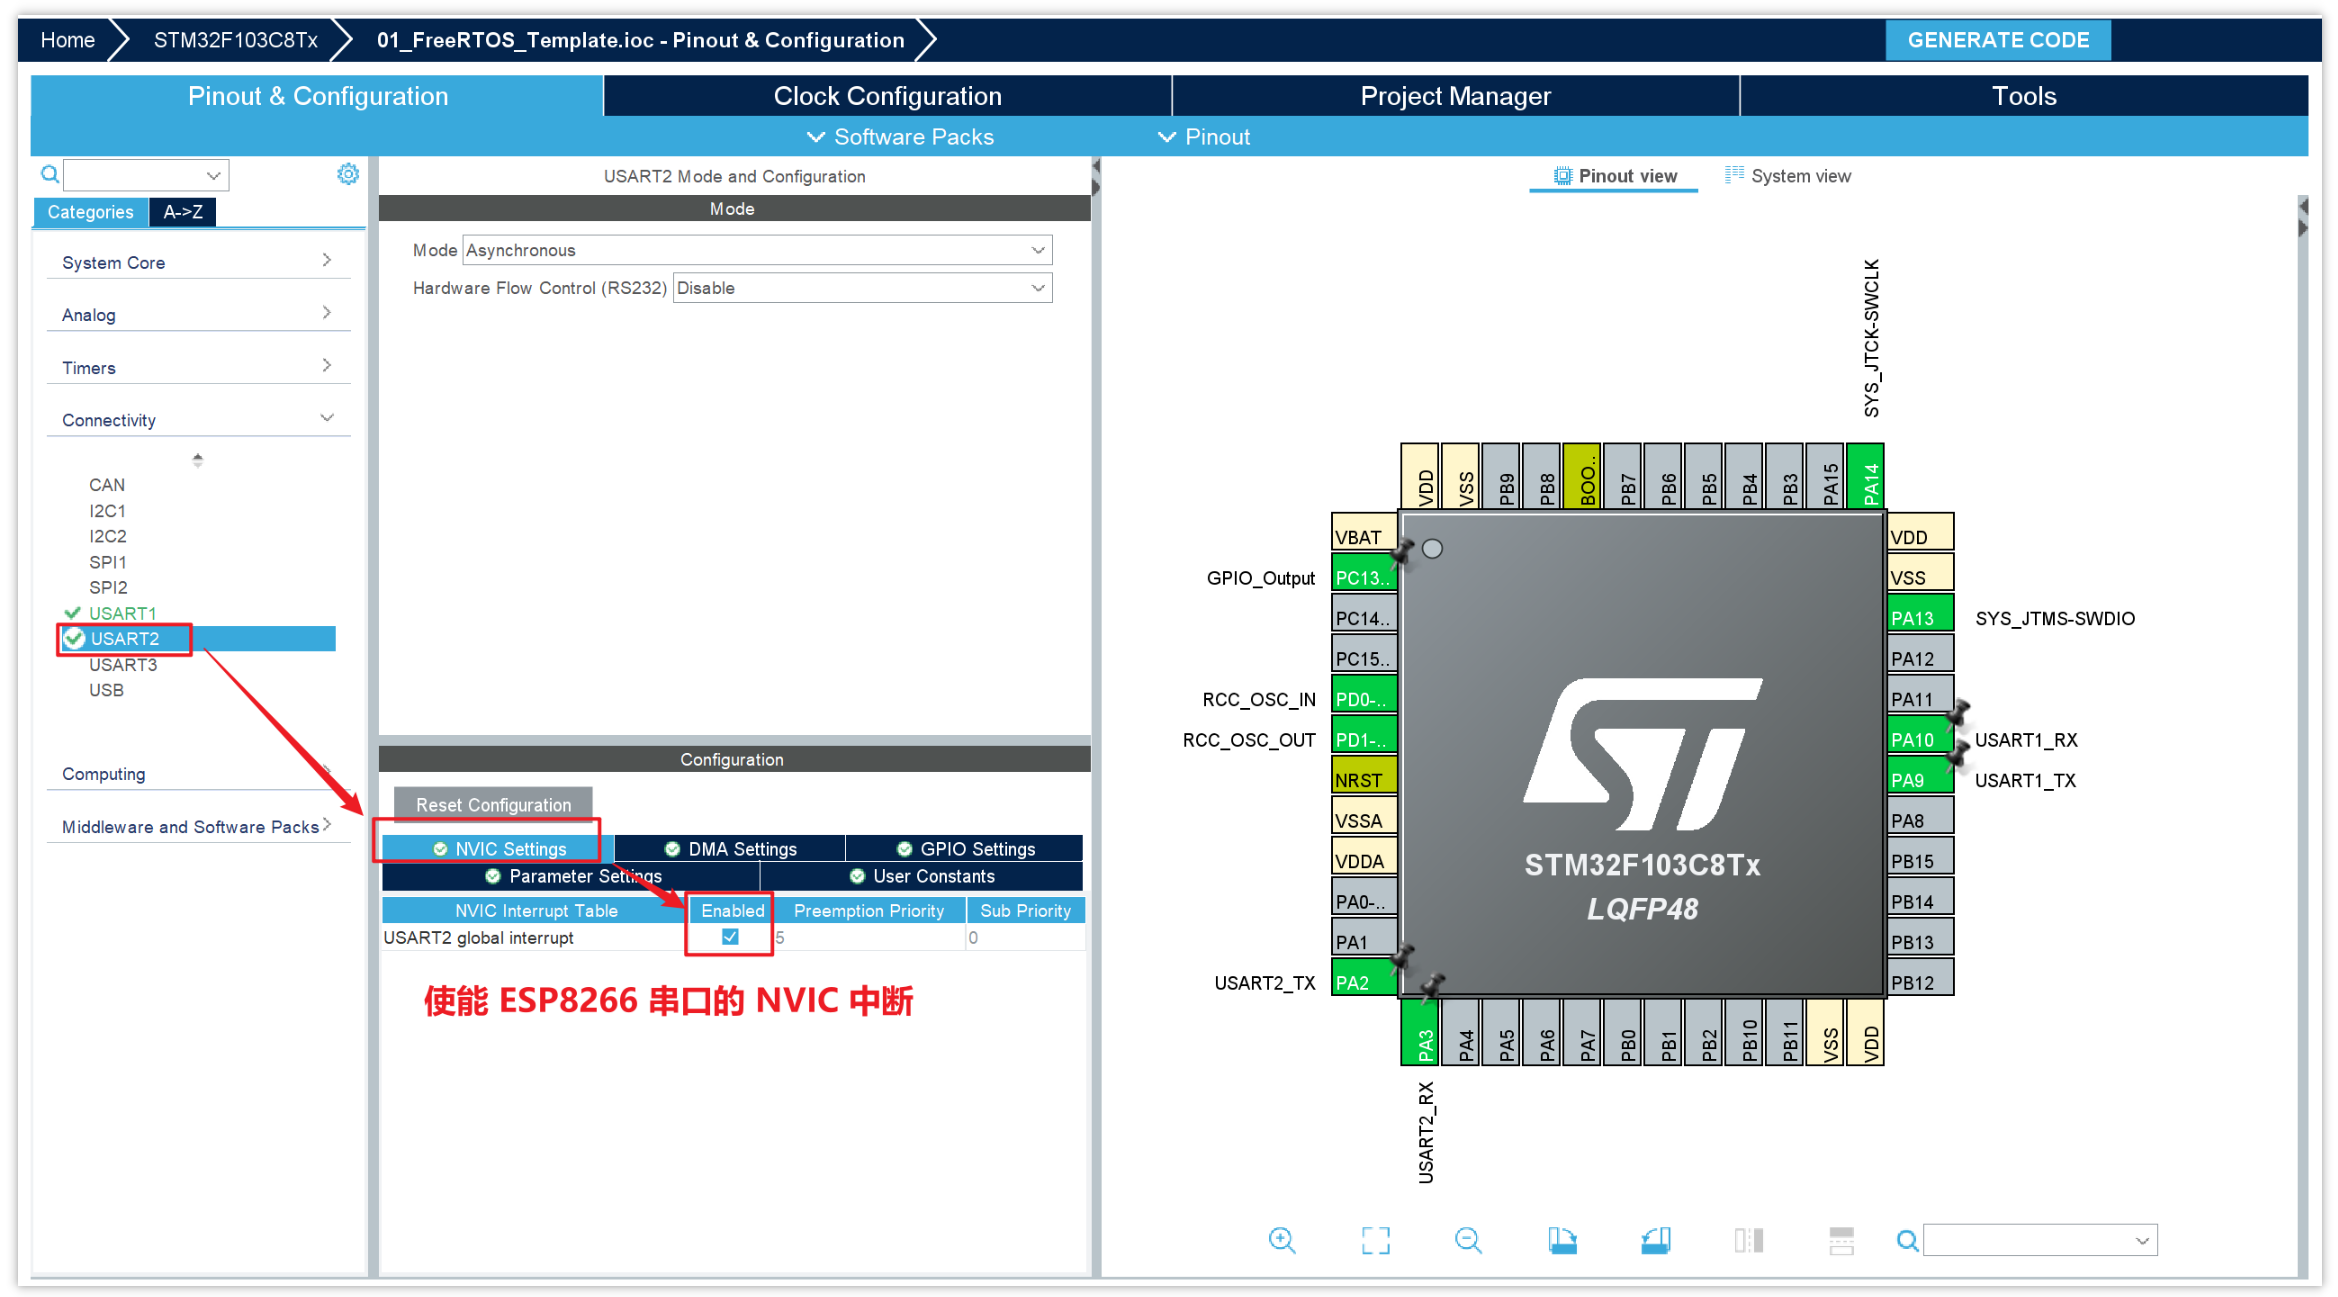 Home
STM32F103C8Tx
01_FreeRTOS_Template.ioc - Pinout & Configuration
GENERATE CODE
Pinout & Configuration
Clock Configuration
Project Manager
Tools
Software Packs
Pinout
Categories
A->Z
System Core
Analog
Timers
Connectivity
CAN
I2C1
I2C2
SPI1
SPI2
USART1
USART2
USART3
USB
Computing
Middleware and Software Packs
USART2 Mode and Configuration
Mode
Mode Asynchronous
Hardware Flow Control (RS232) Disable
Configuration
Reset Configuration
NVIC Settings
DMA Settings
GPIO Settings
Parameter Settings
User Constants
NVIC Interrupt Table Enabled Preemption Priority Sub Priority
USART2 global interrupt 5 0
使能 ESP8266 串口的 NVIC 中断
Pinout view
System view
SYS_JTCK-SWCLK
VDD
VSS
PB9
PB8
BOO..
PB7
PB6
PB5
PB4
PB3
PA15
PA14
VBAT
GPIO_Output PC13..
PC14..
PC15..
RCC_OSC_IN PD0-..
RCC_OSC_OUT PD1-..
NRST
VSSA
VDDA
PA0-..
PA1
USART2_TX PA2
STM32F103C8Tx
LQFP48
VDD
VSS
PA13 SYS_JTMS-SWDIO
PA12
PA11
PA10 USART1_RX
PA9 USART1_TX
PA8
PB15
PB14
PB13
PB12
PA3
PA4
PA5
PA6
PA7
PB0
PB1
PB2
PB10
PB11
VSS
VDD
USART2_RX